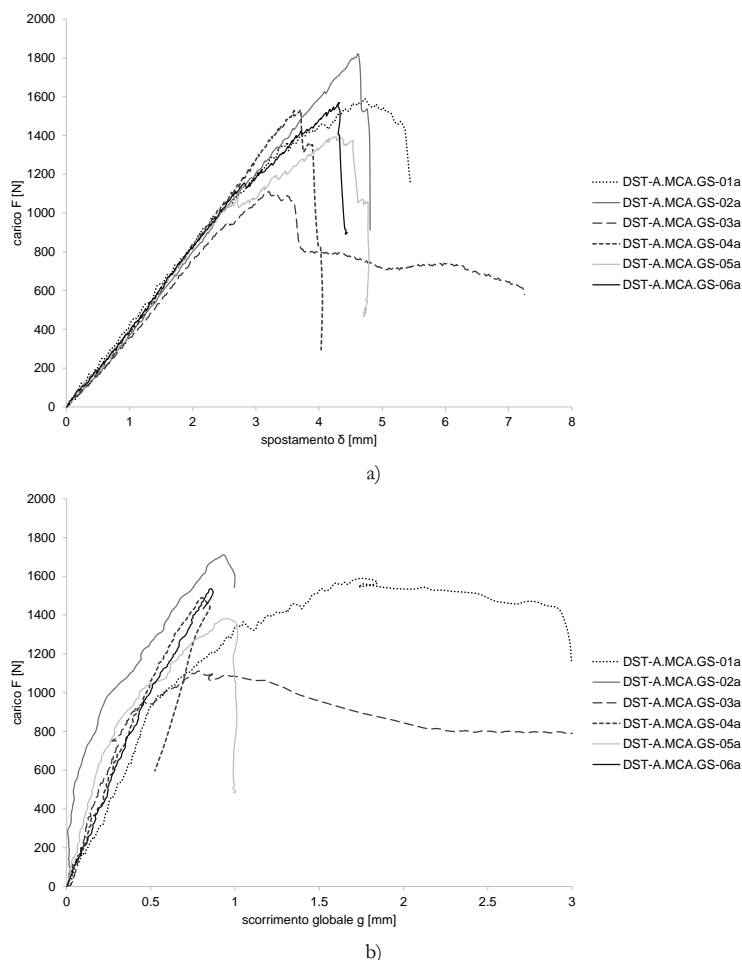 2000
1800
1600
1400
1200
1000
800
600
400
200
0
carico F [N]
0 1 2 3 4 5 6 7 8
spostamento δ [mm]
DST-A.MCA.GS-01a
DST-A.MCA.GS-02a
DST-A.MCA.GS-03a
DST-A.MCA.GS-04a
DST-A.MCA.GS-05a
DST-A.MCA.GS-06a
a)
2000
1800
1600
1400
1200
1000
800
600
400
200
0
carico F [N]
0 0.5 1 1.5 2 2.5 3
scorrimento globale g [mm]
DST-A.MCA.GS-01a
DST-A.MCA.GS-02a
DST-A.MCA.GS-03a
DST-A.MCA.GS-04a
DST-A.MCA.GS-05a
DST-A.MCA.GS-06a
b)